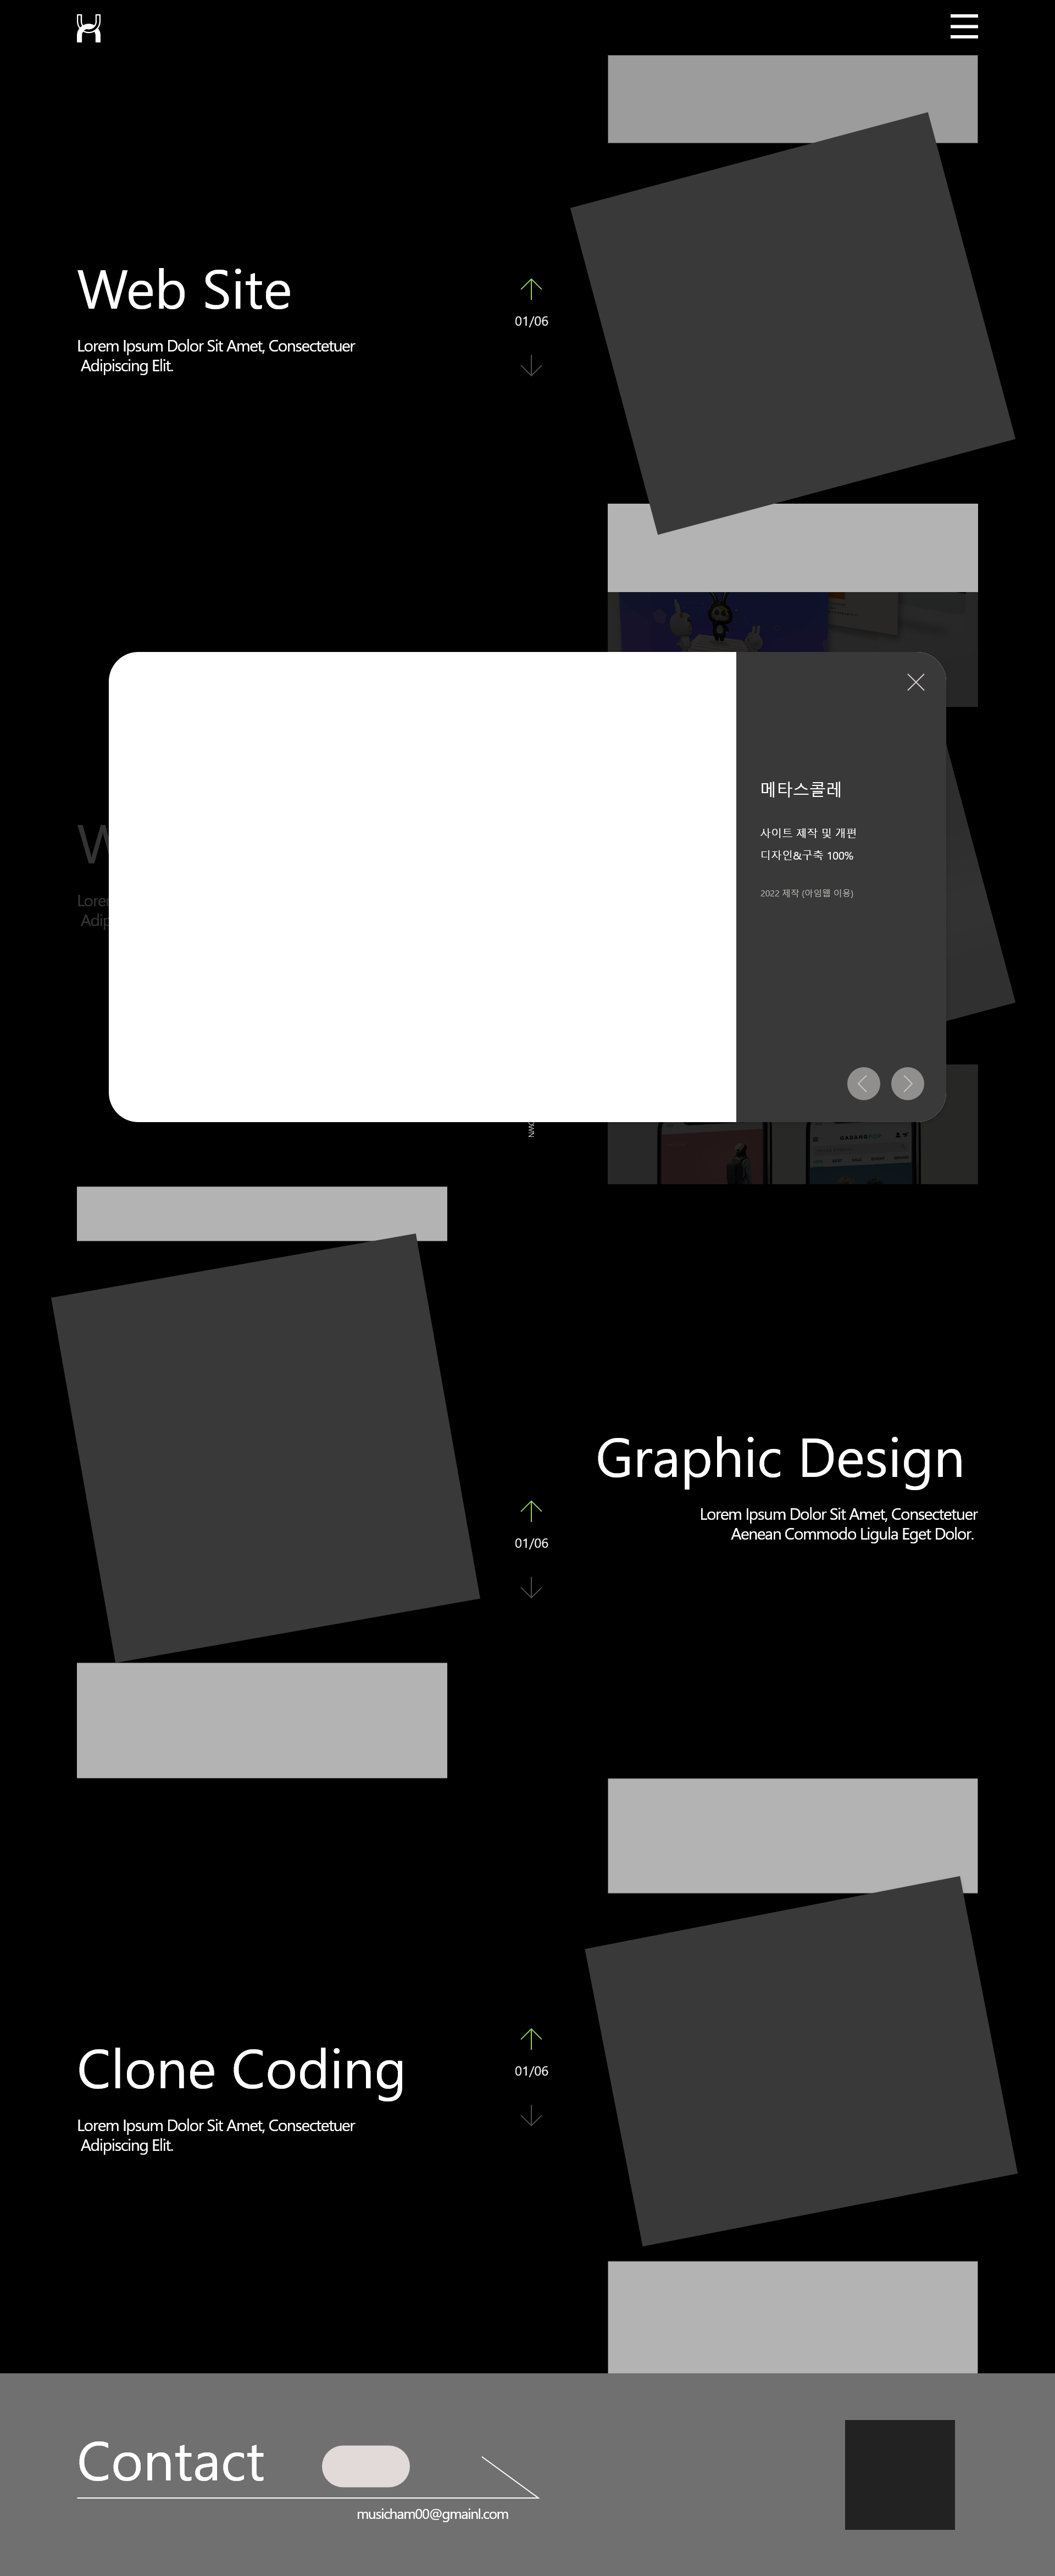 Web Site
Lorem Ipsum Dolor Sit Amet, Consectetuer
Adipiscing Elit.
01/06
메타스콜레
사이트 제작 및 개편
디자인&구축 100%
2022 제작 (아임웹 이용)
Graphic Design
Lorem Ipsum Dolor Sit Amet, Consectetuer
Aenean Commodo Ligula Eget Dolor.
01/06
Clone Coding
Lorem Ipsum Dolor Sit Amet, Consectetuer
Adipiscing Elit.
01/06
Contact
musicham00@gmainl.com